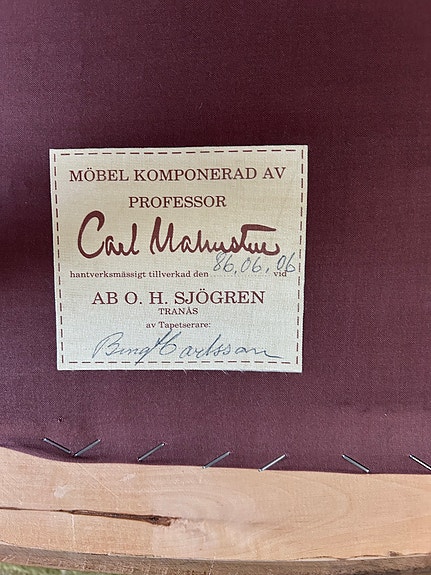 MÖBEL KOMPONERAD AV
PROFESSOR
Carl Malmsten
hantverksmässigt tillverkad den 86.06.06 vid
AB O. H. SJÖGREN
TRANÅS
av Tapetserare:
Bengt Carlsson